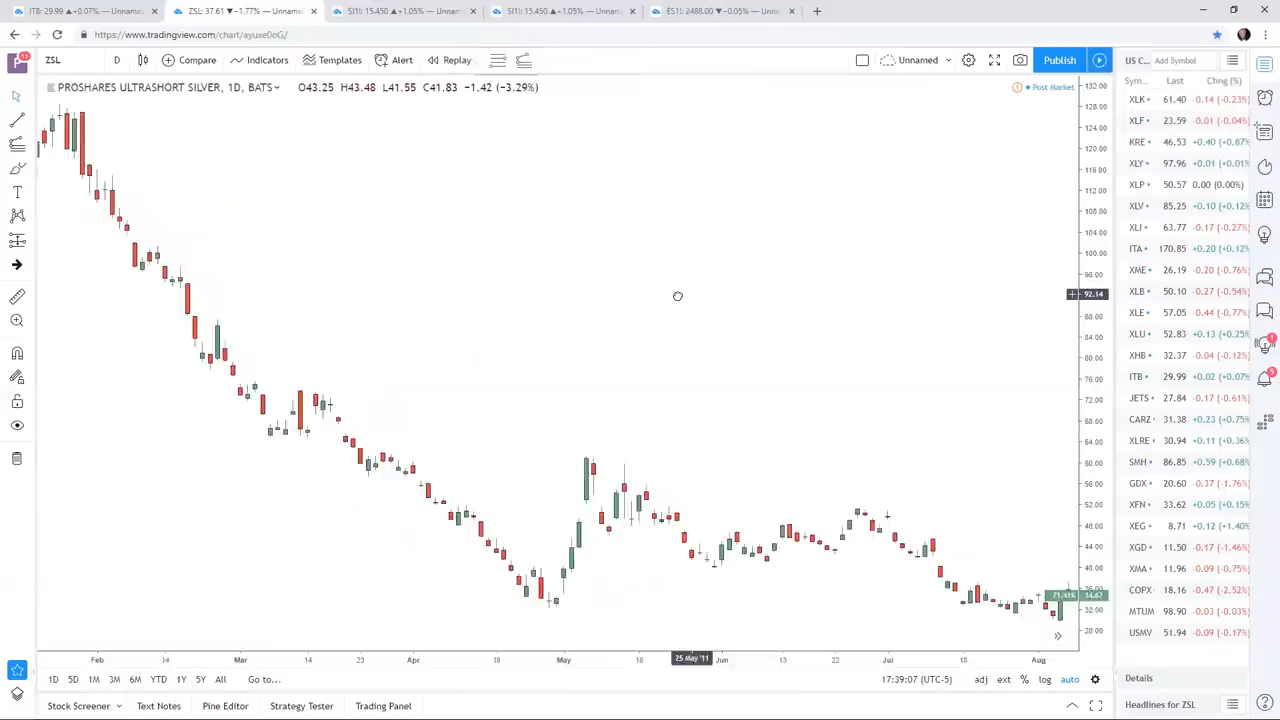 ITB: 29.99 ▲+0.07% — Unname
ZSL: 37.61 ▼−1.77% — Unname
SI1!: 15.450 ▲+1.05% — Unname
SI1!: 15.450 ▲+1.05% — Unname
ES1!: 2488.00 ▼−0.05% — Unname
https://www.tradingview.com/chart/ayuxe0oG/
11
ZSL D Compare Indicators Templates Alert Replay Unnamed Publish
US C... Add Symbol
PROSHARES ULTRASHORT SILVER, 1D, BATS O43.25 H43.48 L41.55 C41.83 −1.42 (−3.29%)
Post Market
Sym... Last Chng (%)
XLK 61.40 -0.14 (-0.23%
XLF 23.59 -0.01 (-0.04%
KRE 46.53 +0.40 (+0.87%
XLY 97.96 +0.01 (+0.01%
XLP 50.57 0.00 (0.00%)
XLV 85.25 +0.10 (+0.12%
XLI 63.77 -0.17 (-0.27%
ITA 170.85 +0.20 (+0.12%
XME 26.19 -0.20 (-0.76%
XLB 50.10 -0.27 (-0.54%
XLE 57.05 -0.44 (-0.77%
XLU 52.83 +0.13 (+0.25%
XHB 32.37 -0.04 (-0.12%
ITB 29.99 +0.02 (+0.07%
JETS 27.84 -0.17 (-0.61%
CARZ 31.38 +0.23 (+0.75%
XLRE 30.94 +0.11 (+0.36%
SMH 86.85 +0.59 (+0.68%
GDX 20.60 -0.37 (-1.76%
XFN 33.62 +0.05 (+0.15%
XEG 8.71 +0.12 (+1.40%
XGD 11.50 -0.17 (-1.46%
XMA 11.96 -0.09 (-0.75%
COPX 18.16 -0.47 (-2.52%
MTUM 98.90 -0.03 (-0.03%
USMV 51.94 -0.09 (-0.17%
1
5
132.00
128.00
124.00
120.00
116.00
112.00
108.00
104.00
100.00
96.00
92.14
88.00
84.00
80.00
76.00
72.00
68.00
64.00
60.00
56.00
52.00
48.00
44.00
40.00
36.00
34.67
32.00
28.00
Feb 14 Mar 14 23 Apr 18 May 18 25 May '11 Jun 13 22 Jul 18 Aug
1D 5D 1M 3M 6M YTD 1Y 5Y All Go to...
17:39:07 (UTC-5) adj ext % log auto
Details
Stock Screener Text Notes Pine Editor Strategy Tester Trading Panel
Headlines for ZSL